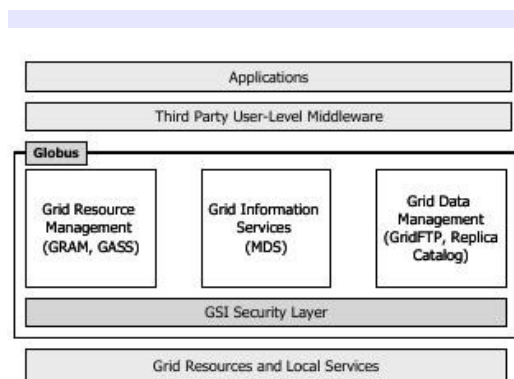 Applications
Third Party User-Level Middleware
Globus
Grid Resource
Management
(GRAM, GASS)
Grid Information
Services
(MDS)
Grid Data
Management
(GridFTP, Replica
Catalog)
GSI Security Layer
Grid Resources and Local Services